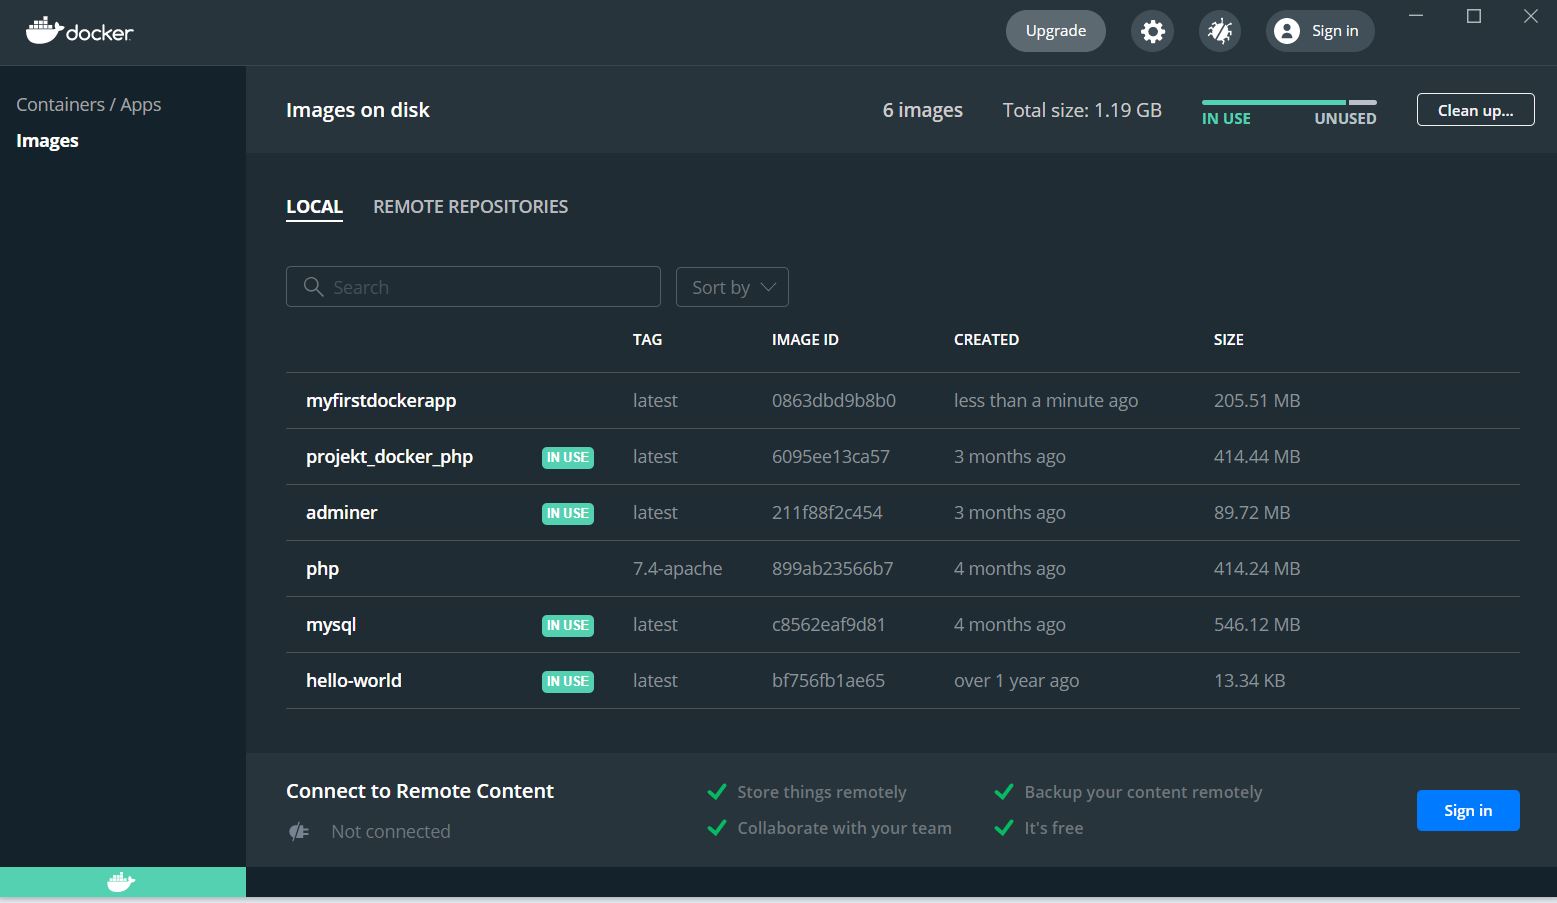 docker
Upgrade
Sign in
Containers / Apps
Images
Images on disk
6 images
Total size: 1.19 GB
IN USE
UNUSED
Clean up...
LOCAL
REMOTE REPOSITORIES
Search
Sort by
TAG IMAGE ID CREATED SIZE
myfirstdockerapp latest 0863dbd9b8b0 less than a minute ago 205.51 MB
projekt_docker_php IN USE latest 6095ee13ca57 3 months ago 414.44 MB
adminer IN USE latest 211f88f2c454 3 months ago 89.72 MB
php 7.4-apache 899ab23566b7 4 months ago 414.24 MB
mysql IN USE latest c8562eaf9d81 4 months ago 546.12 MB
hello-world IN USE latest bf756fb1ae65 over 1 year ago 13.34 KB
Connect to Remote Content
Not connected
Store things remotely
Collaborate with your team
Backup your content remotely
It's free
Sign in